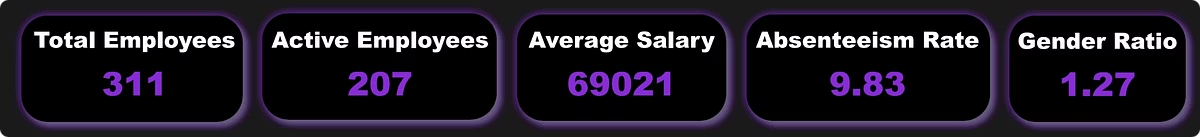 Total Employees
311
Active Employees
207
Average Salary
69021
Absenteeism Rate
9.83
Gender Ratio
1.27